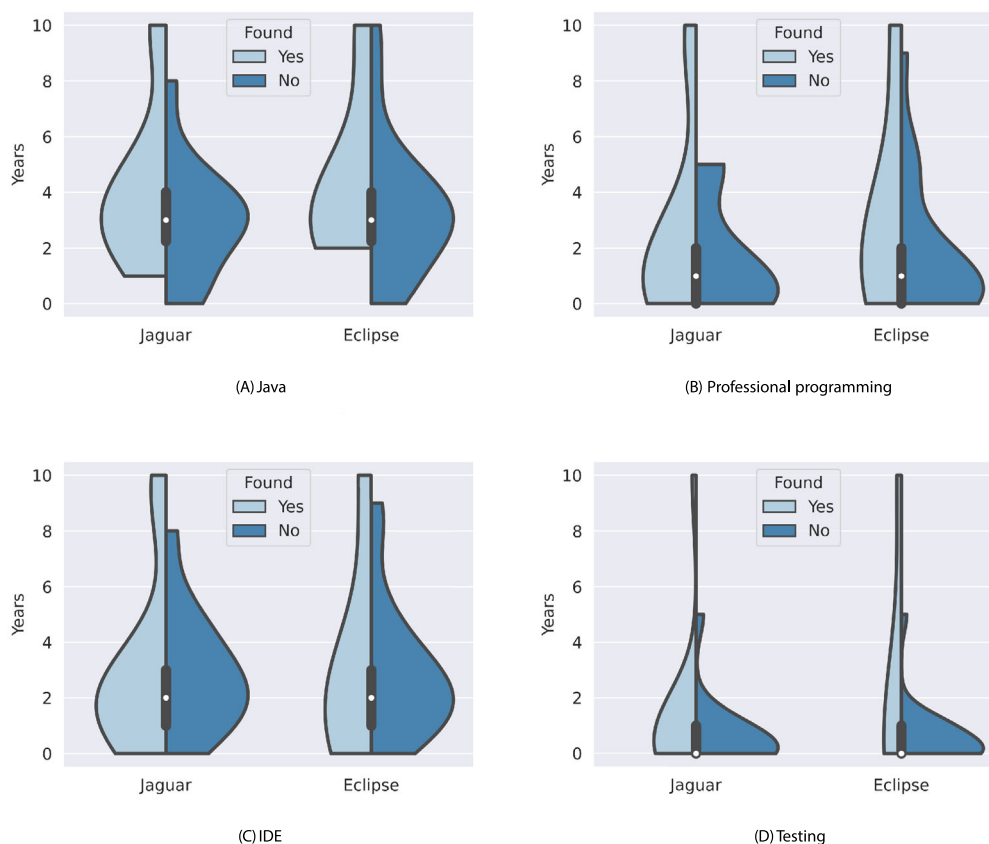 10
8
6
4
2
0
Years
Found
Yes
No
Jaguar
Eclipse
(A) Java
10
8
6
4
2
0
Years
Found
Yes
No
Jaguar
Eclipse
(B) Professional programming
10
8
6
4
2
0
Years
Found
Yes
No
Jaguar
Eclipse
(C) IDE
10
8
6
4
2
0
Years
Found
Yes
No
Jaguar
Eclipse
(D) Testing